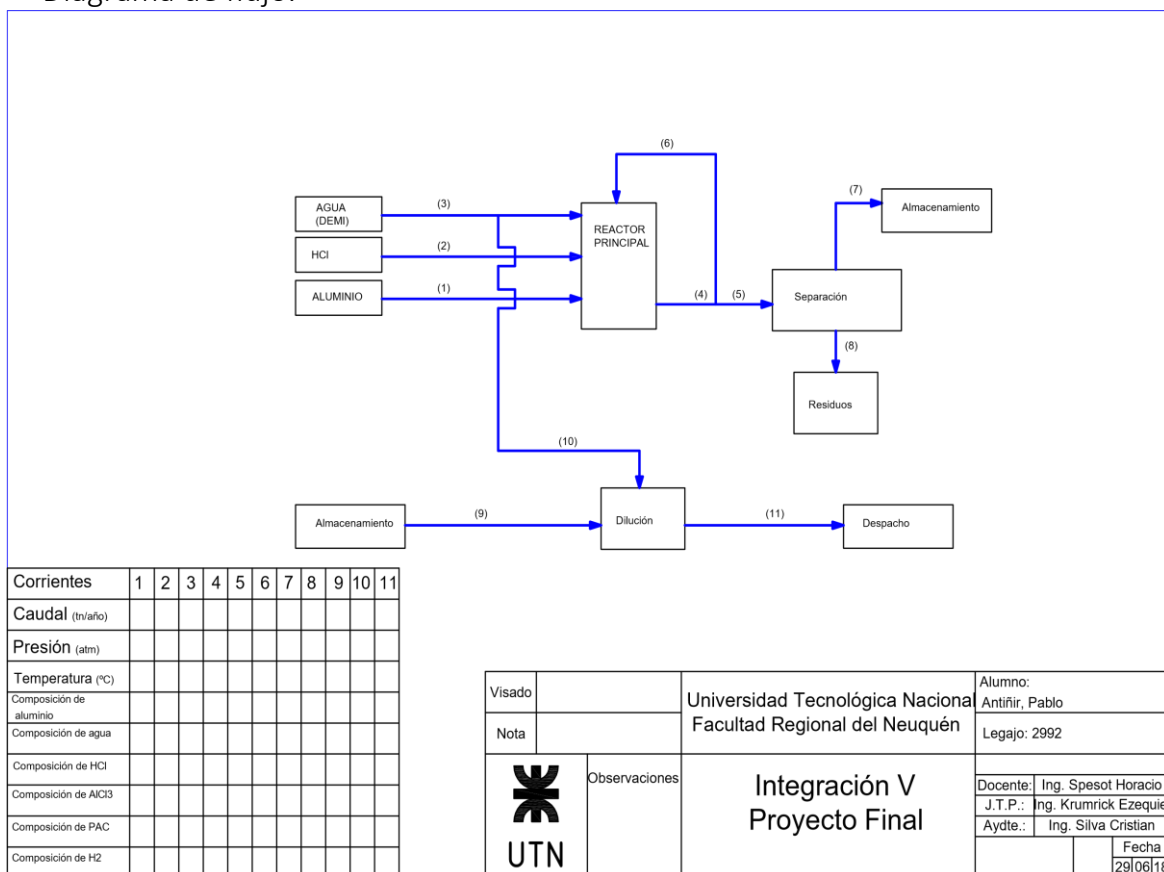 Diagrama de flujo:
(6)
(7)
AGUA
(DEMI)
(3)
REACTOR
PRINCIPAL
Almacenamiento
HCl
(2)
ALUMINIO
(1)
(4)
(5)
Separación
(8)
Residuos
(10)
Almacenamiento
(9)
Dilución
(11)
Despacho
Corrientes 1 2 3 4 5 6 7 8 9 10 11
Caudal (tn/año)
Presión (atm)
Temperatura (ºC)
Composición de
aluminio
Composición de agua
Composición de HCl
Composición de AlCl3
Composición de PAC
Composición de H2
Visado
Nota
Universidad Tecnológica Nacional
Facultad Regional del Neuquén
Alumno:
Antiñir, Pablo
Legajo: 2992
UTN
Observaciones
Integración V
Proyecto Final
Docente: Ing. Spesot Horacio
J.T.P.: Ing. Krumrick Ezequie
Aydte.: Ing. Silva Cristian
Fecha
29 06 18